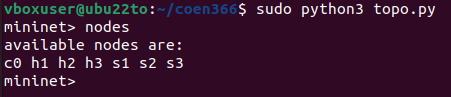 vboxuser@ubu22to:~/coen366$ sudo python3 topo.py
mininet> nodes
available nodes are:
c0 h1 h2 h3 s1 s2 s3
mininet>